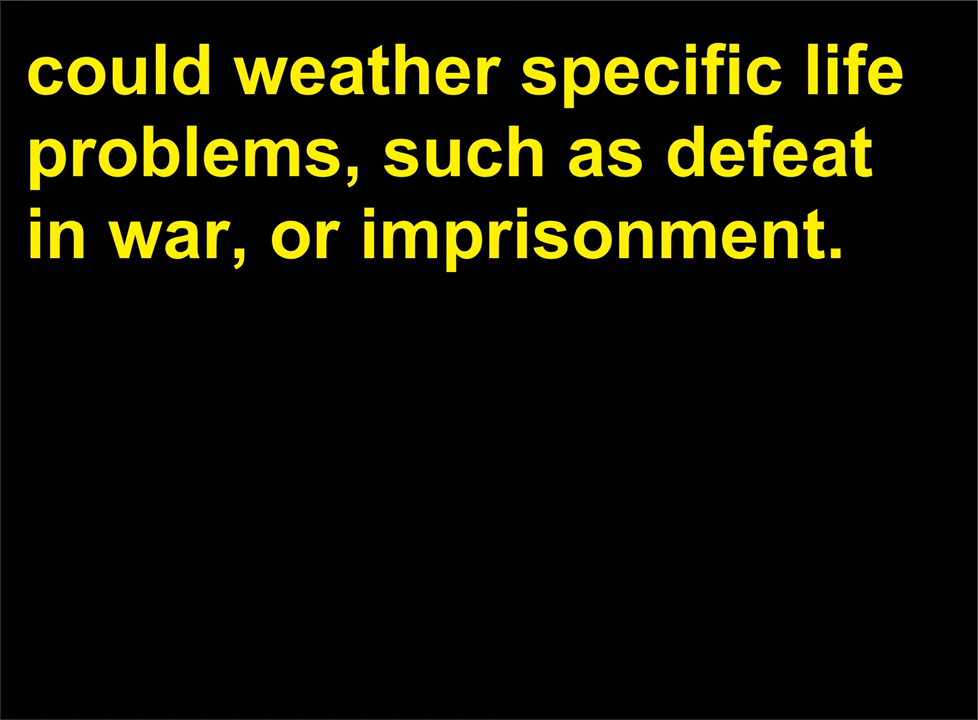 could weather specific life
problems, such as defeat
in war, or imprisonment.